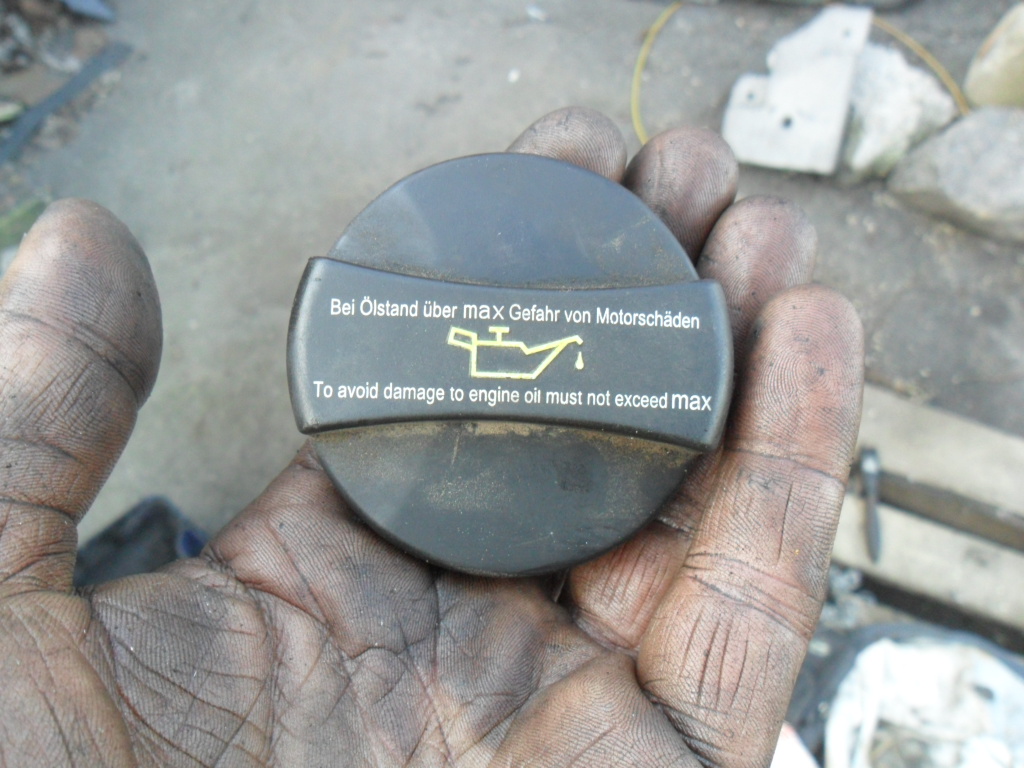 Bei Ölstand über max Gefahr von Motorschäden
To avoid damage to engine oil must not exceed max